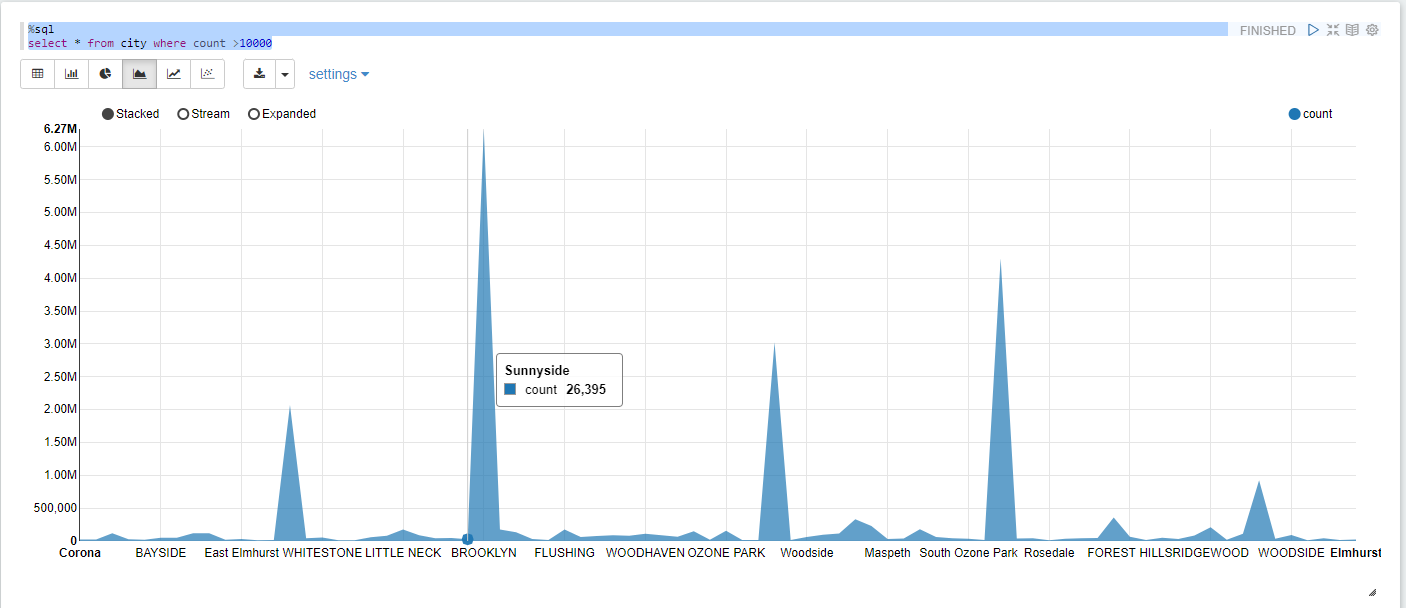 %sql
select * from city where count >10000
FINISHED
settings
Stacked Stream Expanded
count
6.27M
6.00M
5.50M
5.00M
4.50M
4.00M
3.50M
3.00M
2.50M
2.00M
1.50M
1.00M
500,000
0
Sunnyside
count 26,395
Corona BAYSIDE East Elmhurst WHITESTONE LITTLE NECK BROOKLYN FLUSHING WOODHAVEN OZONE PARK Woodside Maspeth South Ozone Park Rosedale FOREST HILLS RIDGEWOOD WOODSIDE Elmhurst